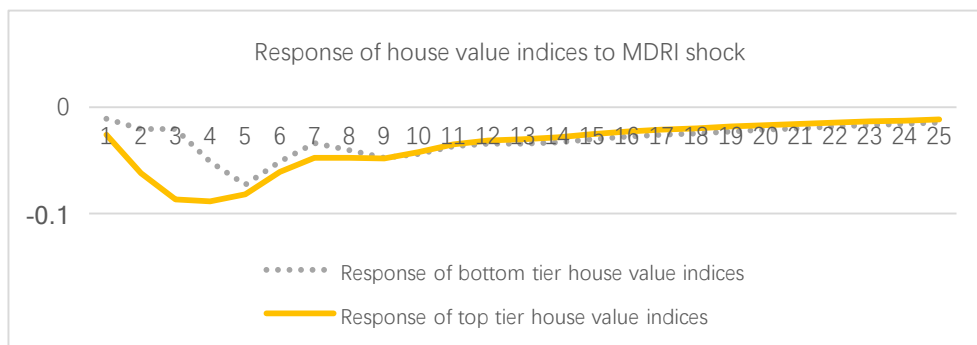 Response of house value indices to MDRI shock
0
1 2 3 4 5 6 7 8 9 10 11 12 13 14 15 16 17 18 19 20 21 22 23 24 25
-0.1
Response of bottom tier house value indices
Response of top tier house value indices